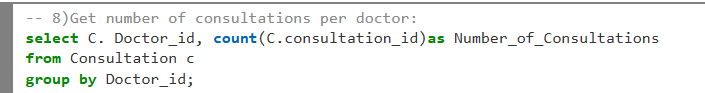 -- 8)Get number of consultations per doctor:
select C. Doctor_id, count(C.consultation_id)as Number_of_Consultations
from Consultation c
group by Doctor_id;